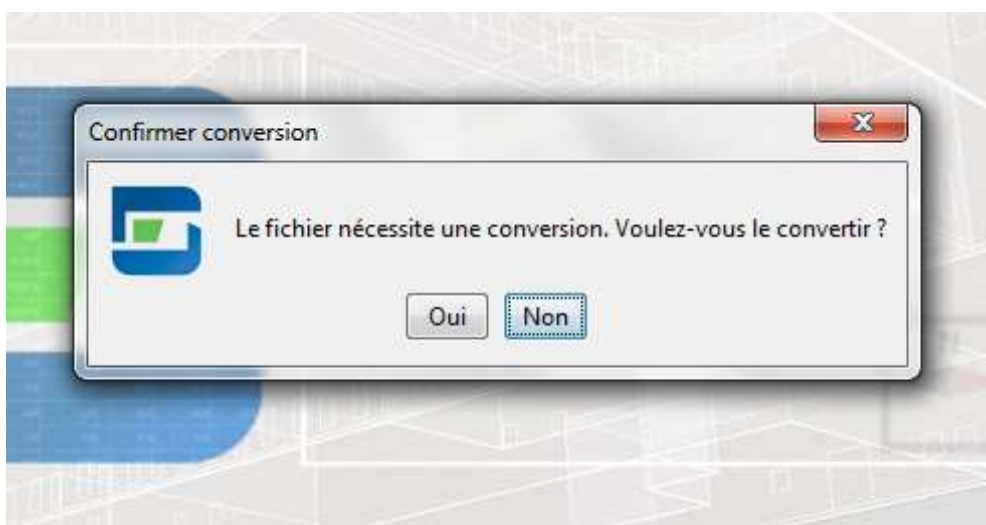 Confirmer conversion
Le fichier nécessite une conversion. Voulez-vous le convertir ?
Oui Non